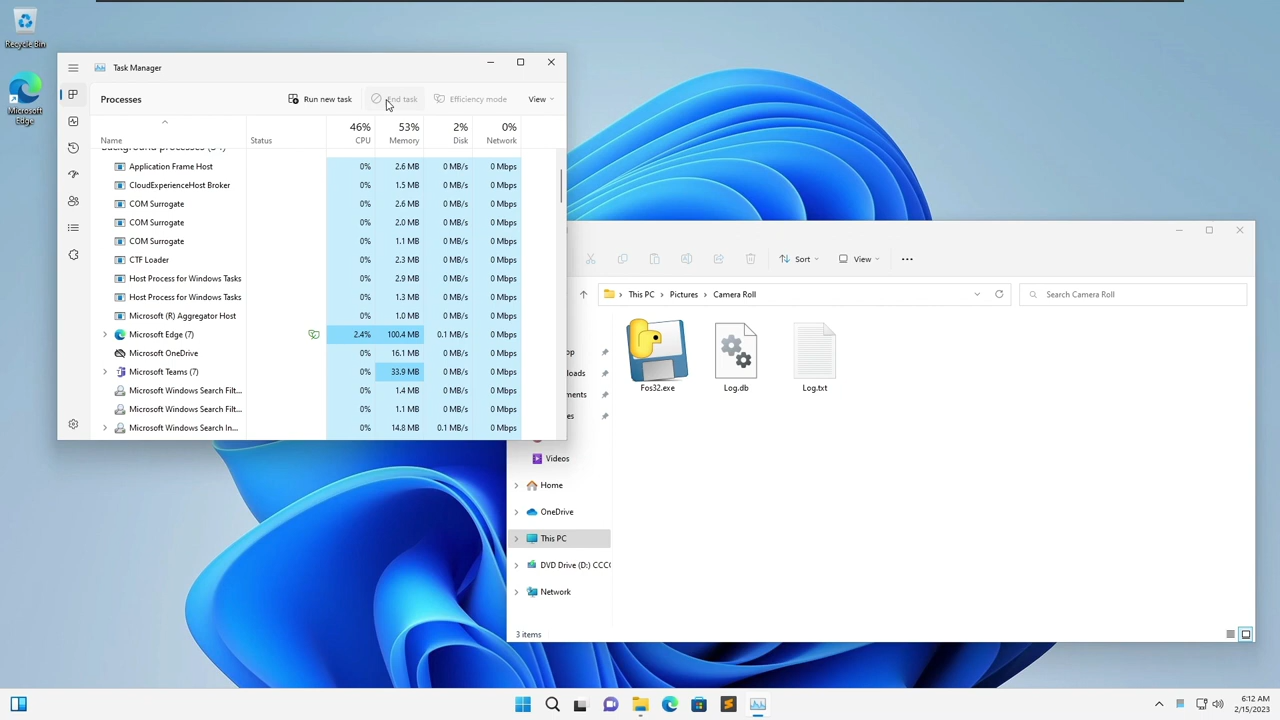 Recycle Bin
Microsoft
Edge
Task Manager
Processes
Run new task
End task
Efficiency mode
View
46%
53%
2%
0%
Name
Status
CPU
Memory
Disk
Network
Application Frame Host
0%
2.6 MB
0 MB/s
0 Mbps
CloudExperienceHost Broker
0%
1.5 MB
0 MB/s
0 Mbps
COM Surrogate
0%
2.6 MB
0 MB/s
0 Mbps
COM Surrogate
0%
2.0 MB
0 MB/s
0 Mbps
COM Surrogate
0%
1.1 MB
0 MB/s
0 Mbps
CTF Loader
0%
2.3 MB
0 MB/s
0 Mbps
Host Process for Windows Tasks
0%
2.9 MB
0 MB/s
0 Mbps
Host Process for Windows Tasks
0%
1.3 MB
0 MB/s
0 Mbps
Microsoft (R) Aggregator Host
0%
1.0 MB
0 MB/s
0 Mbps
Microsoft Edge (7)
2.4%
100.4 MB
0.1 MB/s
0 Mbps
Microsoft OneDrive
0%
16.1 MB
0 MB/s
0 Mbps
Microsoft Teams (7)
0%
33.9 MB
0 MB/s
0 Mbps
Microsoft Windows Search Filt...
0%
1.4 MB
0 MB/s
0 Mbps
Microsoft Windows Search Filt...
0%
1.1 MB
0 MB/s
0 Mbps
Microsoft Windows Search In...
0%
14.8 MB
0.1 MB/s
0 Mbps
Sort
View
This PC
Pictures
Camera Roll
Search Camera Roll
Fos32.exe
Log.db
Log.txt
Videos
Home
OneDrive
This PC
DVD Drive (D:) CCC
Network
3 items
6:12 AM
2/15/2023